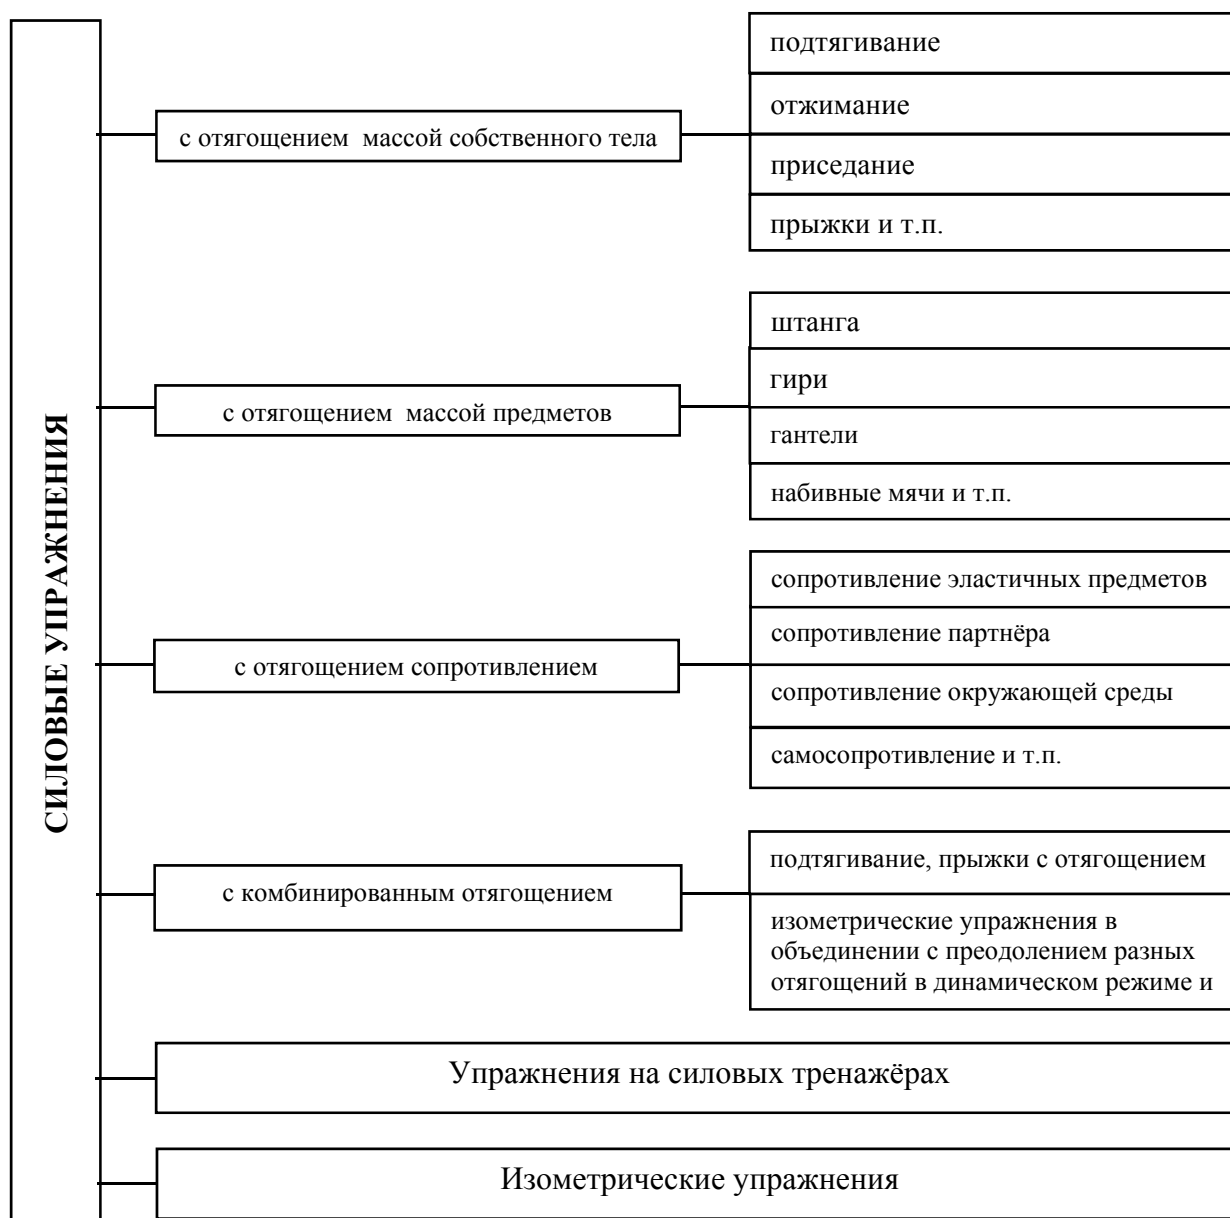 СИЛОВЫЕ УПРАЖНЕНИЯ
с отягощением  массой собственного тела
подтягивание
отжимание
приседание
прыжки и т.п.
с отягощением  массой предметов
штанга
гири
гантели
набивные мячи и т.п.
с отягощением сопротивлением
сопротивление эластичных предметов
сопротивление партнёра
сопротивление окружающей среды
самосопротивление и т.п.
с комбинированным отягощением
подтягивание, прыжки с отягощением
изометрические упражнения в
объединении с преодолением разных
отягощений в динамическом режиме и
Упражнения на силовых тренажёрах
Изометрические упражнения